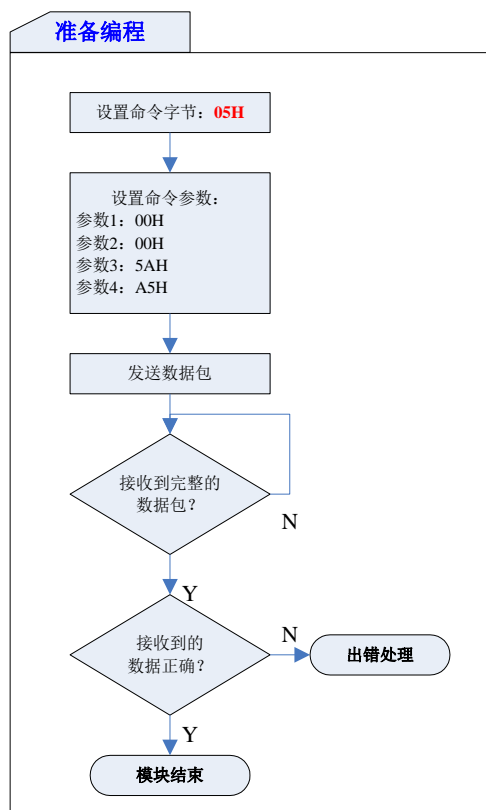 准备编程
设置命令字节：05H
设置命令参数：
参数1：00H
参数2：00H
参数3：5AH
参数4：A5H
发送数据包
接收到完整的
数据包？
N
Y
接收到的
数据正确？
N
出错处理
Y
模块结束